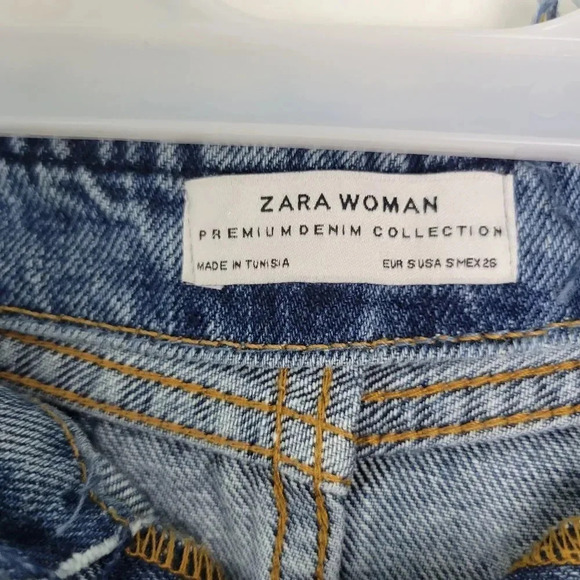 ZARA WOMAN
PREMIUM DENIM COLLECTION
MADE IN TUNISIA EUR S USA S MEX 26